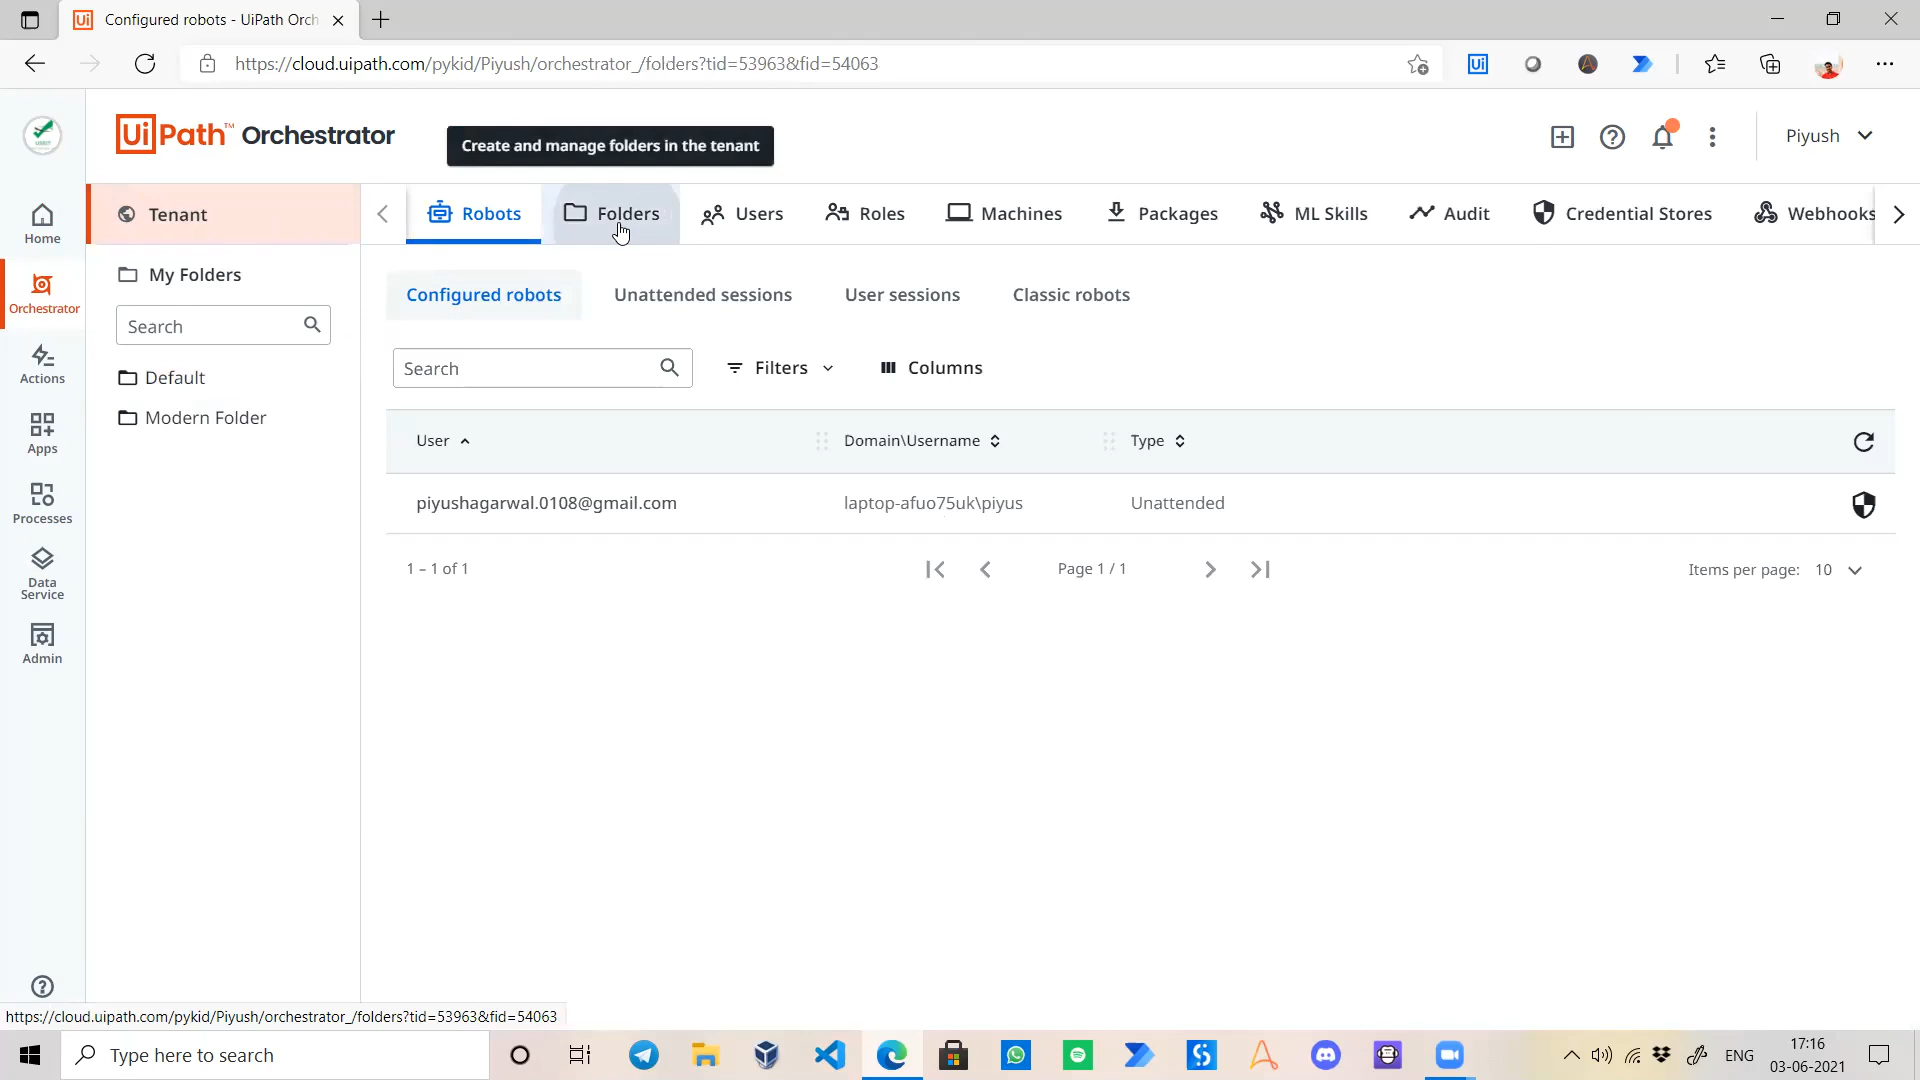 Configured robots - UiPath Orch
https://cloud.uipath.com/pykid/Piyush/orchestrator_/folders?tid=53963&fid=54063
UiPath™ Orchestrator
Create and manage folders in the tenant
Piyush
Home
Orchestrator
Actions
Apps
Processes
Data
Service
Admin
Tenant
My Folders
Search
Default
Modern Folder
Robots
Folders
Users
Roles
Machines
Packages
ML Skills
Audit
Credential Stores
Webhooks
Configured robots
Unattended sessions
User sessions
Classic robots
Search
Filters
Columns
User
Domain\Username
Type
piyushagarwal.0108@gmail.com
laptop-afuo75uk\piyus
Unattended
1 – 1 of 1
Page 1 / 1
Items per page: 10
https://cloud.uipath.com/pykid/Piyush/orchestrator_/folders?tid=53963&fid=54063
Type here to search
ENG
17:16
03-06-2021